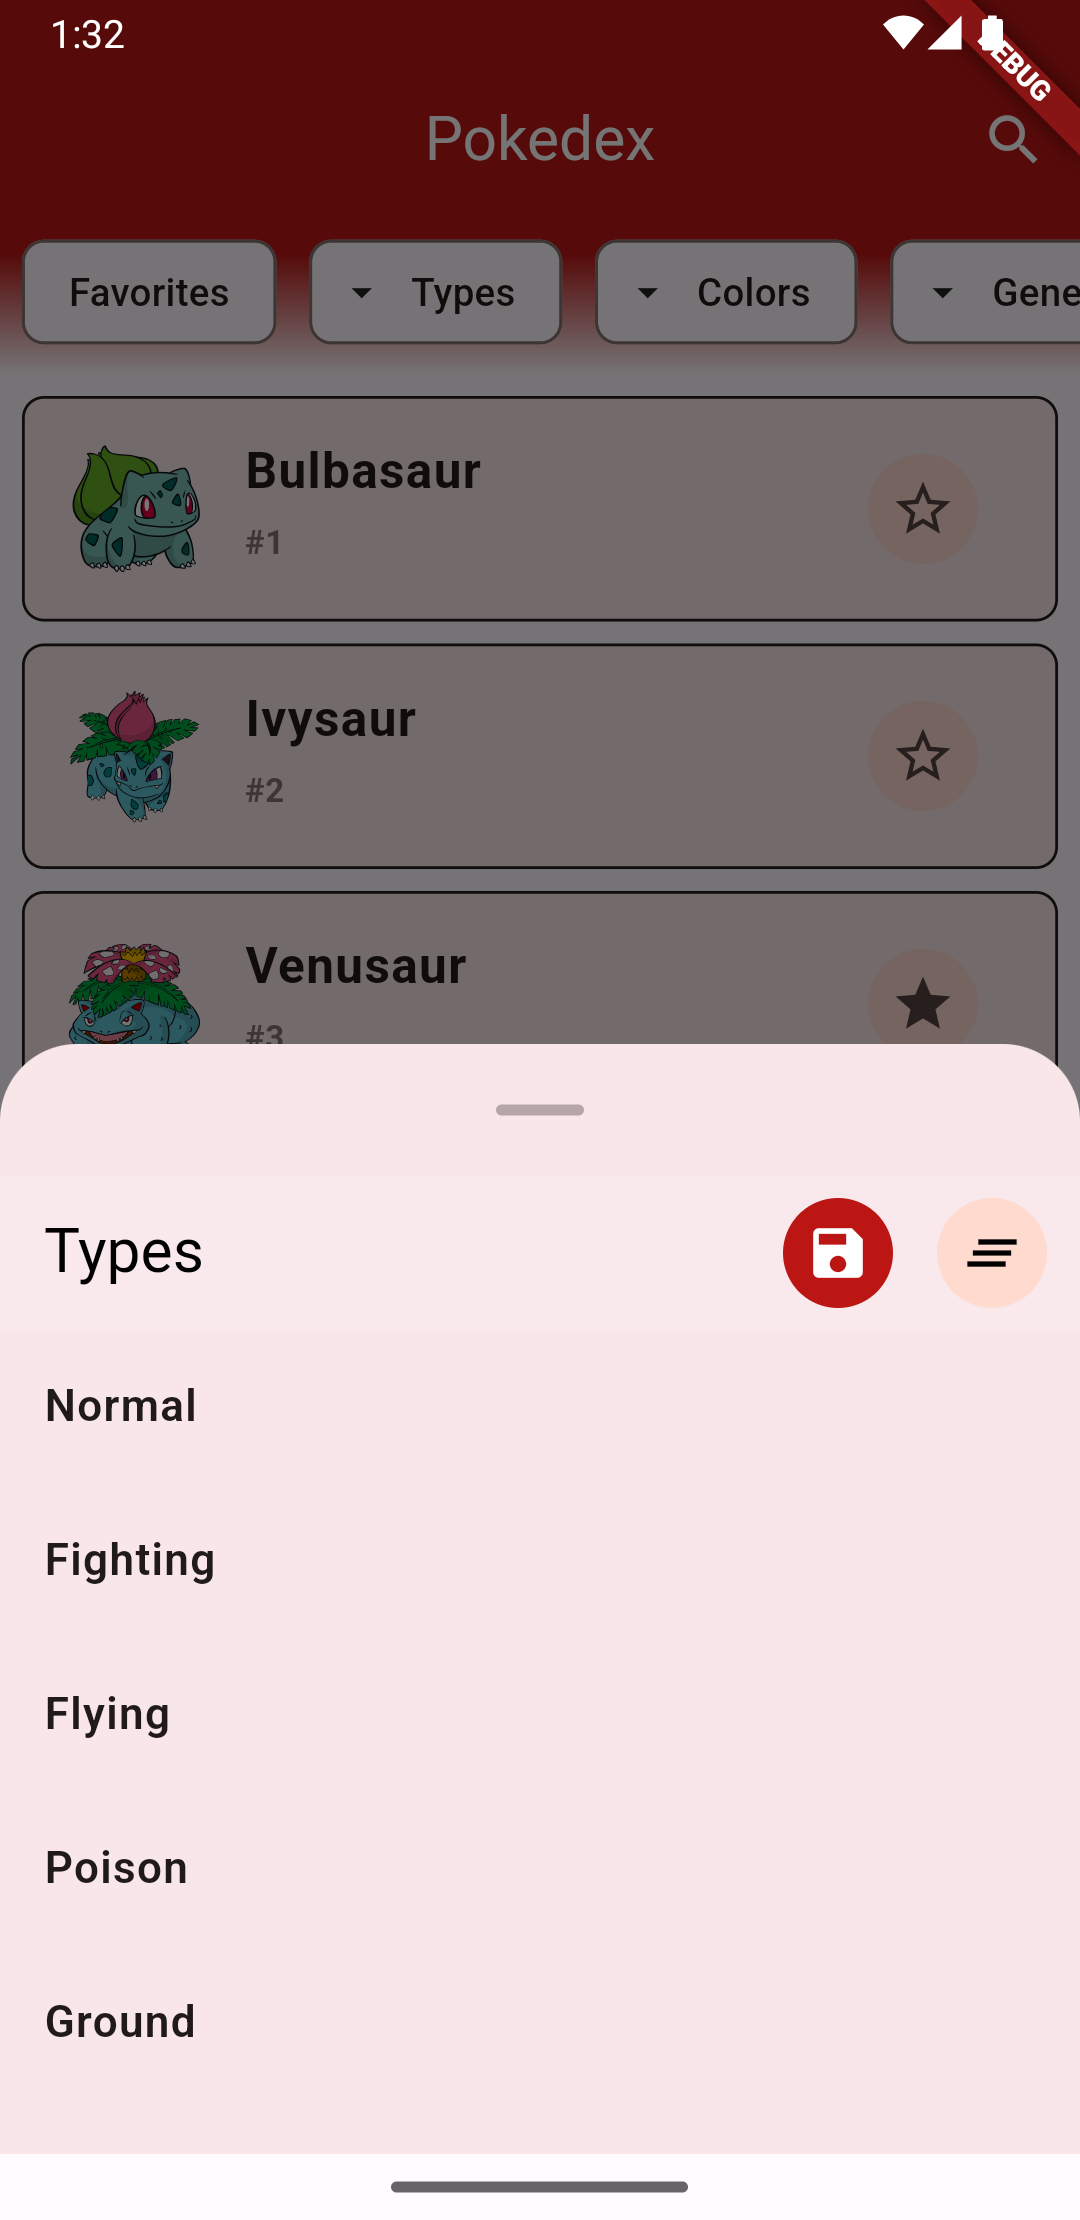 1:32
DEBUG
Pokedex
Favorites
Types
Colors
Gene
Bulbasaur
#1
Ivysaur
#2
Venusaur
#3
Types
Normal
Fighting
Flying
Poison
Ground